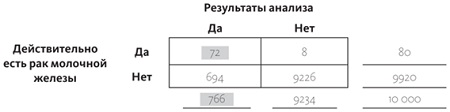 Результаты анализа
Да Нет
Действительно есть рак молочной железы
Да 72 8 80
Нет 694 9226 9920
766 9234 10 000